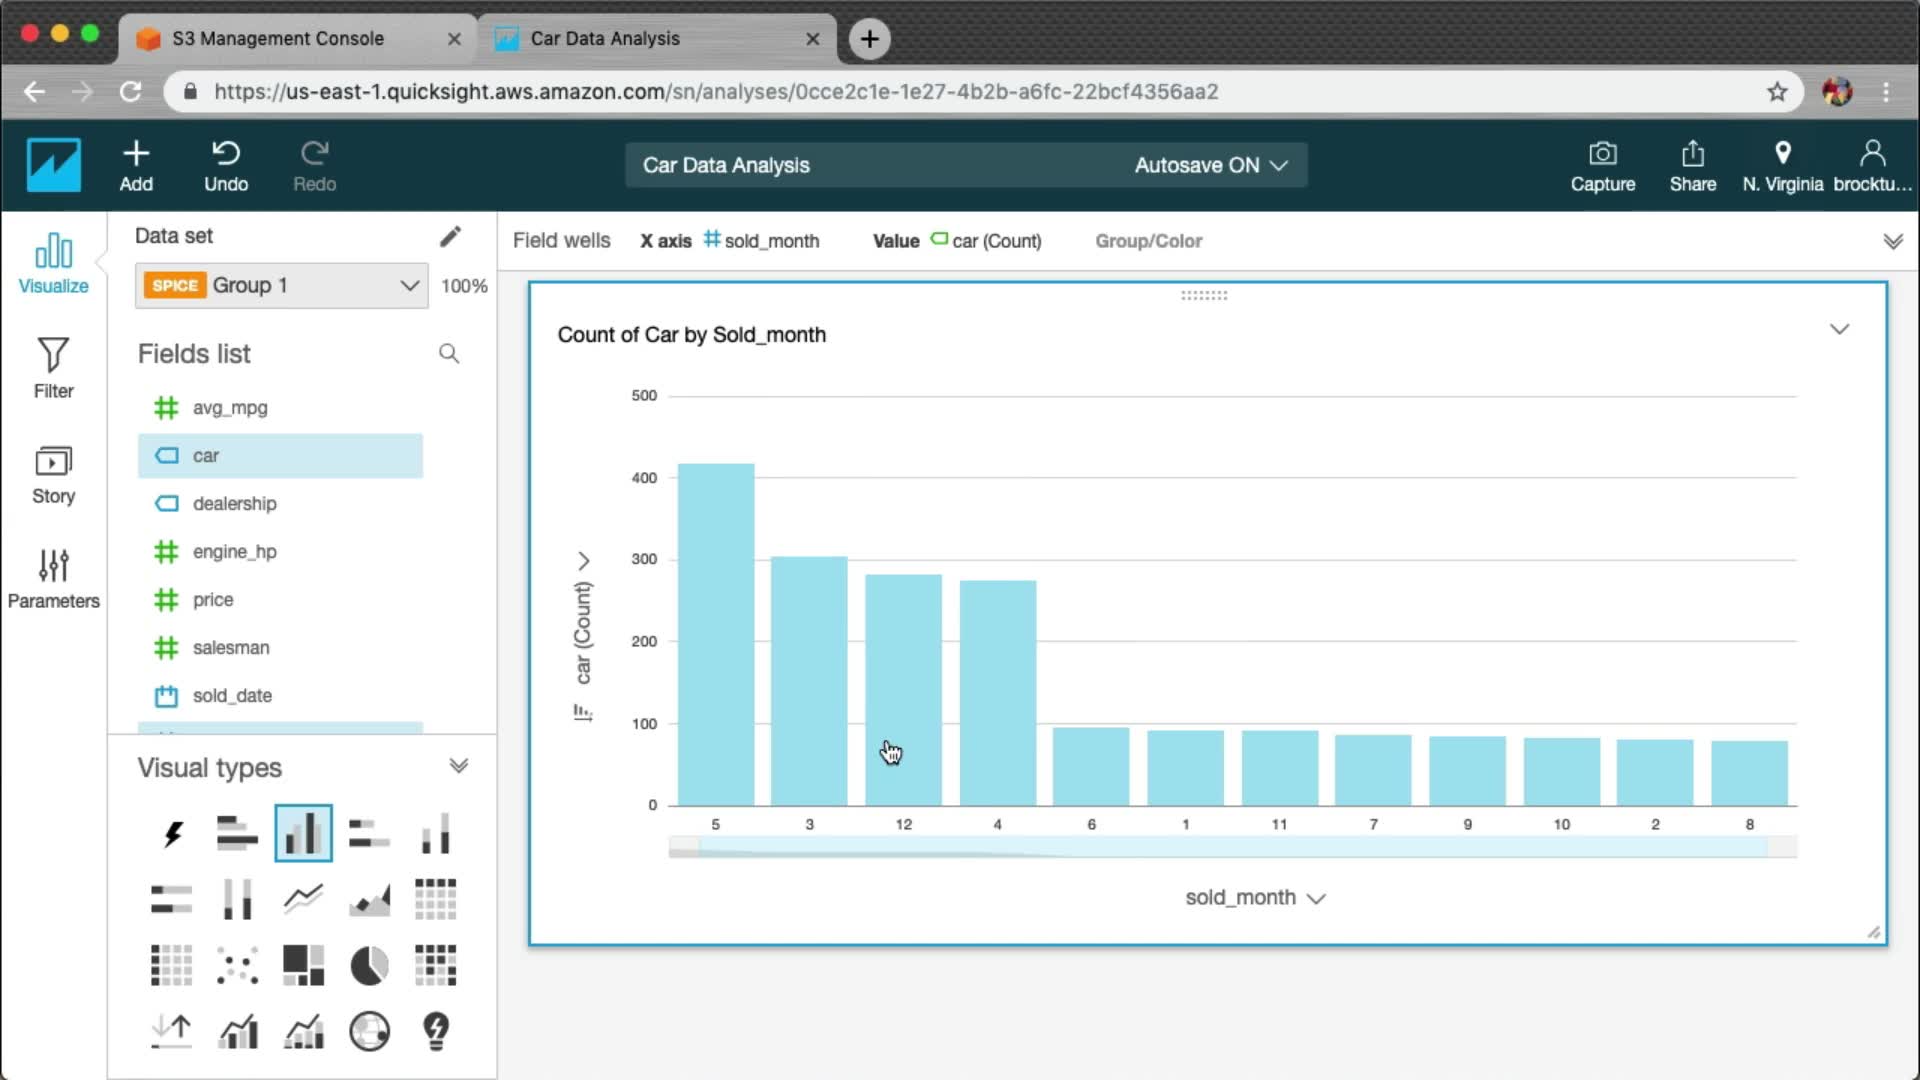 S3 Management Console
Car Data Analysis
https://us-east-1.quicksight.aws.amazon.com/sn/analyses/0cce2c1e-1e27-4b2b-a6fc-22bcf4356aa2
Add
Undo
Redo
Car Data Analysis
Autosave ON
Capture
Share
N. Virginia
brocktu...
Visualize
Filter
Story
Parameters
Data set
SPICE Group 1
100%
Fields list
avg_mpg
car
dealership
engine_hp
price
salesman
sold_date
Visual types
Field wells X axis sold_month Value car (Count) Group/Color
Count of Car by Sold_month
car (Count)
500
400
300
200
100
0
5 3 12 4 6 1 11 7 9 10 2 8
sold_month